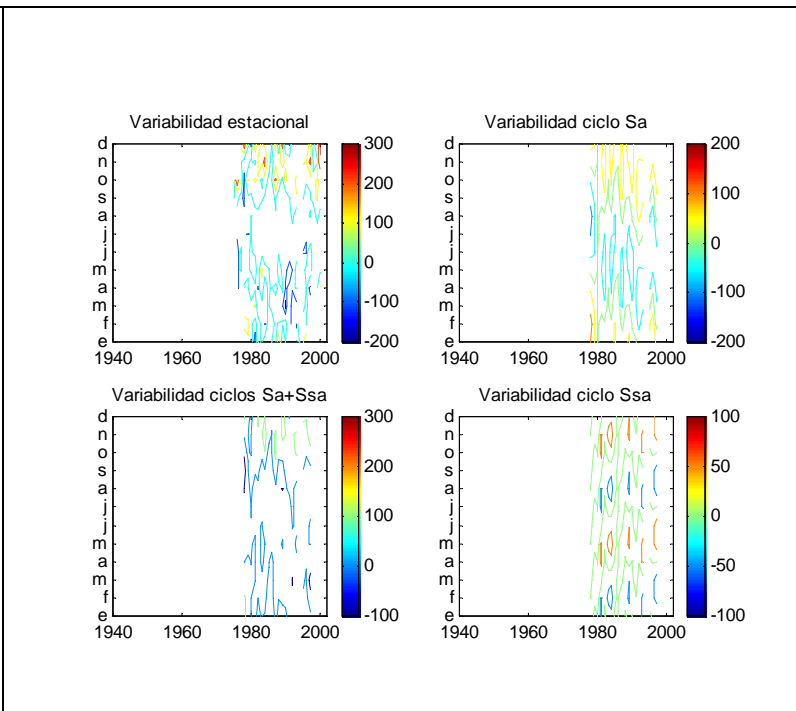 Variabilidad estacional
d
n
o
s
a
j
j
m
a
m
f
e
1940 1960 1980 2000
300
200
100
0
-100
-200
Variabilidad ciclo Sa
d
n
o
s
a
j
j
m
a
m
f
e
1940 1960 1980 2000
200
100
0
-100
-200
Variabilidad ciclos Sa+Ssa
d
n
o
s
a
j
j
m
a
m
f
e
1940 1960 1980 2000
300
200
100
0
-100
Variabilidad ciclo Ssa
d
n
o
s
a
j
j
m
a
m
f
e
1940 1960 1980 2000
100
50
0
-50
-100